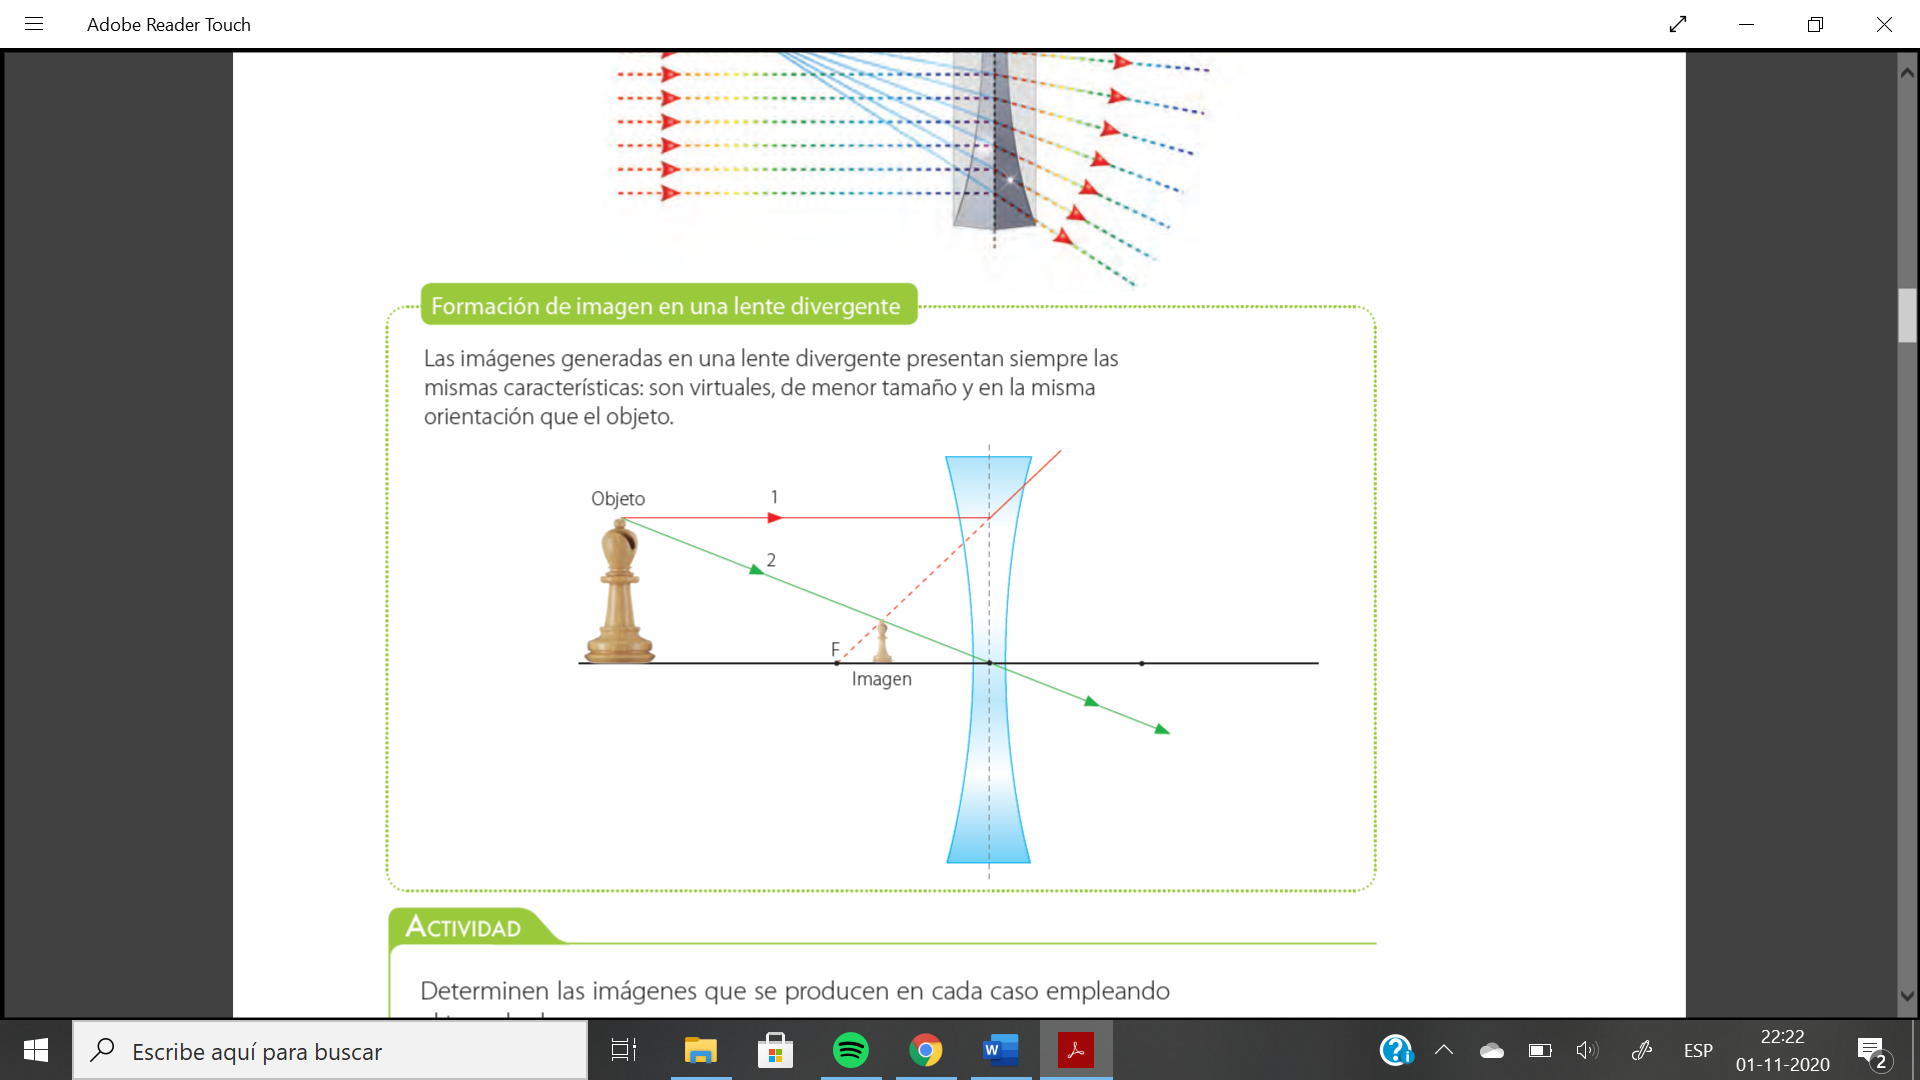 Adobe Reader Touch
Formación de imagen en una lente divergente
Las imágenes generadas en una lente divergente presentan siempre las
mismas características: son virtuales, de menor tamaño y en la misma
orientación que el objeto.
Objeto
1
2
F
Imagen
ACTIVIDAD
Determinen las imágenes que se producen en cada caso empleando
Escribe aquí para buscar
ESP
22:22
01-11-2020
2